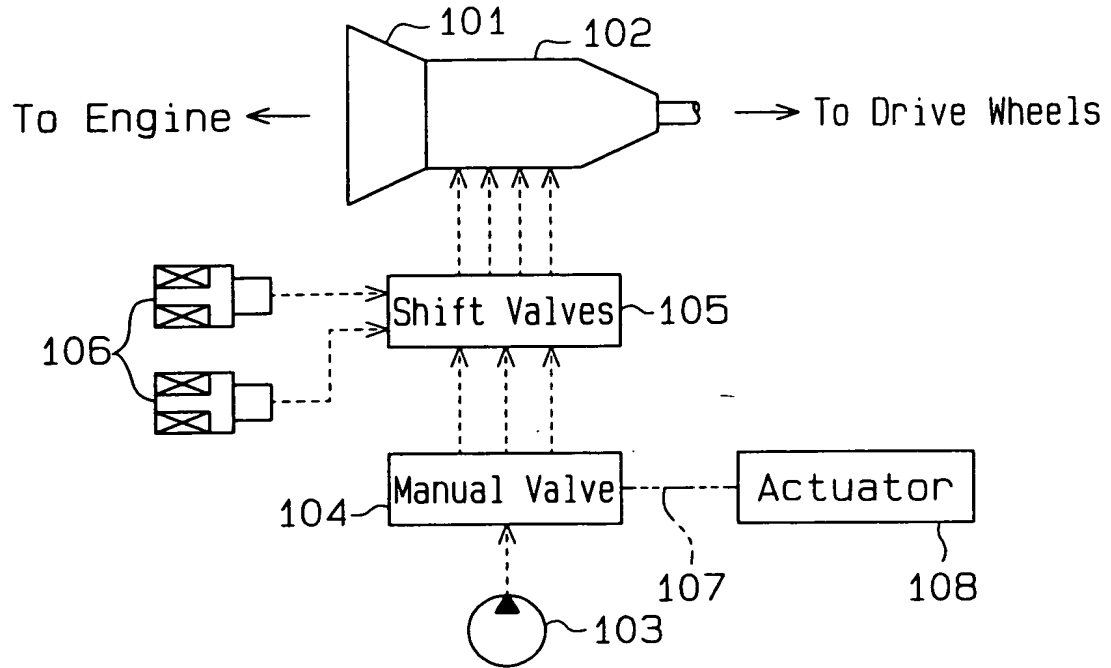 101
102
To Engine
To Drive Wheels
Shift Valves
105
106
Manual Valve
Actuator
104
107
108
103